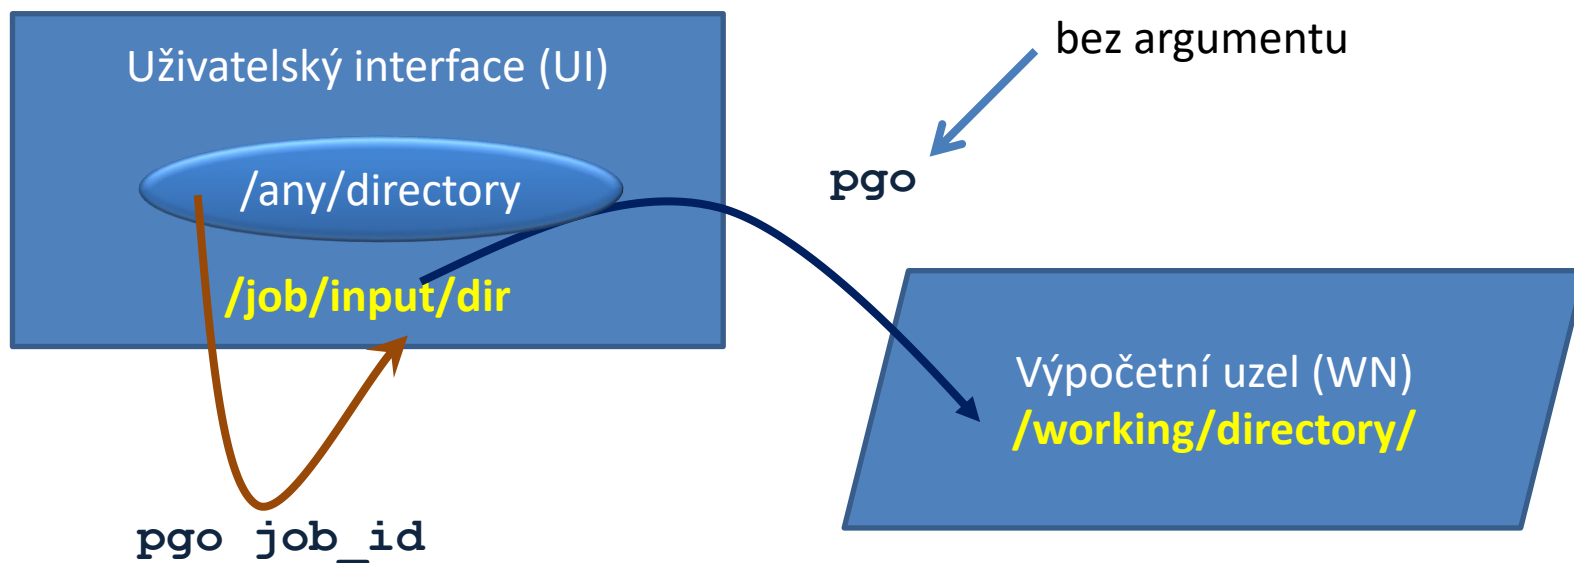 Uživatelský interface (UI)
/any/directory
/job/input/dir
pgo job_id
bez argumentu
pgo
Výpočetní uzel (WN)
/working/directory/